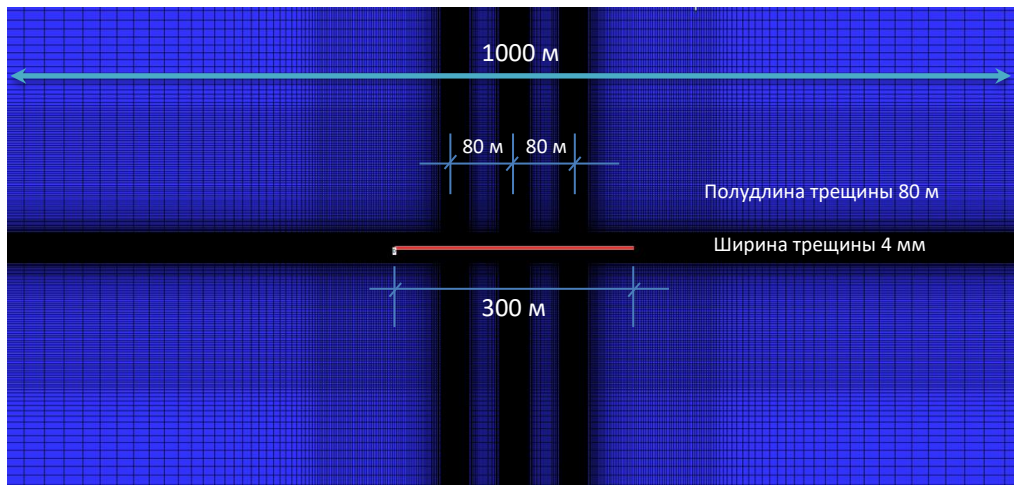 1000 м
80 м 80 м
Полудлина трещины 80 м
Ширина трещины 4 мм
300 м